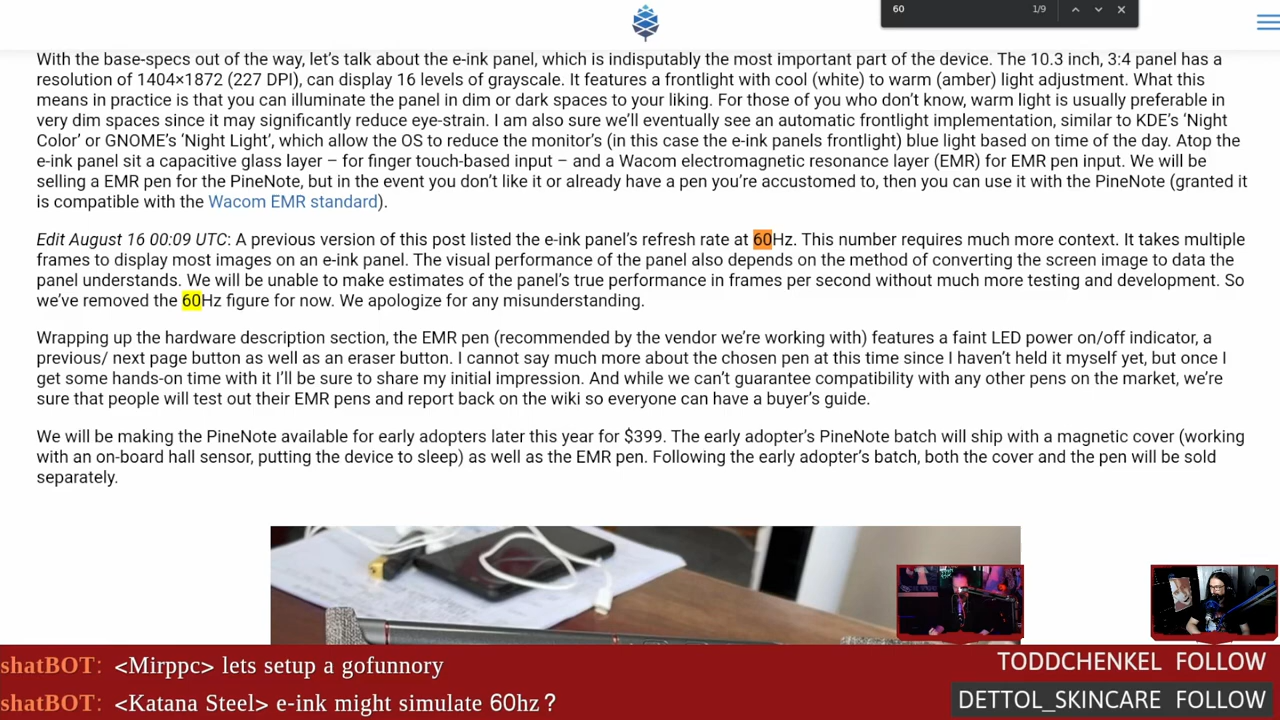 60
1/9
With the base-specs out of the way, let's talk about the e-ink panel, which is indisputably the most important part of the device. The 10.3 inch, 3:4 panel has a
resolution of 1404×1872 (227 DPI), can display 16 levels of grayscale. It features a frontlight with cool (white) to warm (amber) light adjustment. What this
means in practice is that you can illuminate the panel in dim or dark spaces to your liking. For those of you who don't know, warm light is usually preferable in
very dim spaces since it may significantly reduce eye-strain. I am also sure we'll eventually see an automatic frontlight implementation, similar to KDE's 'Night
Color' or GNOME's 'Night Light', which allow the OS to reduce the monitor's (in this case the e-ink panels frontlight) blue light based on time of the day. Atop the
e-ink panel sit a capacitive glass layer – for finger touch-based input – and a Wacom electromagnetic resonance layer (EMR) for EMR pen input. We will be
selling a EMR pen for the PineNote, but in the event you don't like it or already have a pen you're accustomed to, then you can use it with the PineNote (granted it
is compatible with the Wacom EMR standard).
Edit August 16 00:09 UTC: A previous version of this post listed the e-ink panel's refresh rate at 60Hz. This number requires much more context. It takes multiple
frames to display most images on an e-ink panel. The visual performance of the panel also depends on the method of converting the screen image to data the
panel understands. We will be unable to make estimates of the panel's true performance in frames per second without much more testing and development. So
we've removed the 60Hz figure for now. We apologize for any misunderstanding.
Wrapping up the hardware description section, the EMR pen (recommended by the vendor we're working with) features a faint LED power on/off indicator, a
previous/ next page button as well as an eraser button. I cannot say much more about the chosen pen at this time since I haven't held it myself yet, but once I
get some hands-on time with it I'll be sure to share my initial impression. And while we can't guarantee compatibility with any other pens on the market, we're
sure that people will test out their EMR pens and report back on the wiki so everyone can have a buyer's guide.
We will be making the PineNote available for early adopters later this year for $399. The early adopter's PineNote batch will ship with a magnetic cover (working
with an on-board hall sensor, putting the device to sleep) as well as the EMR pen. Following the early adopter's batch, both the cover and the pen will be sold
separately.
shatBOT: <Mirppc> lets setup a gofunnory
TODDCHENKEL FOLLOW
shatBOT: <Katana Steel> e-ink might simulate 60hz ?
DETTOL_SKINCARE FOLLOW